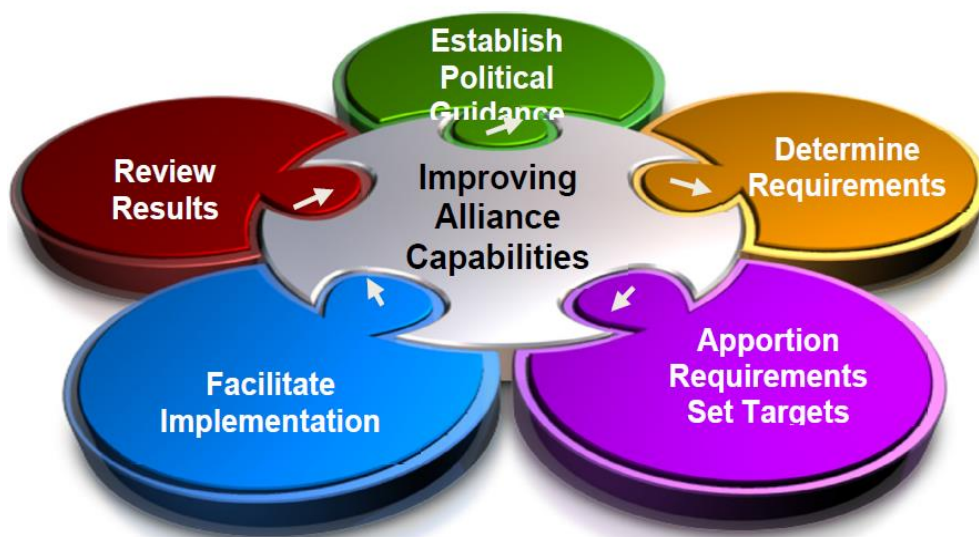 Establish
Political
Guidance
Determine
Requirements
Review
Results
Improving
Alliance
Capabilities
Apportion
Requirements
Set Targets
Facilitate
Implementation